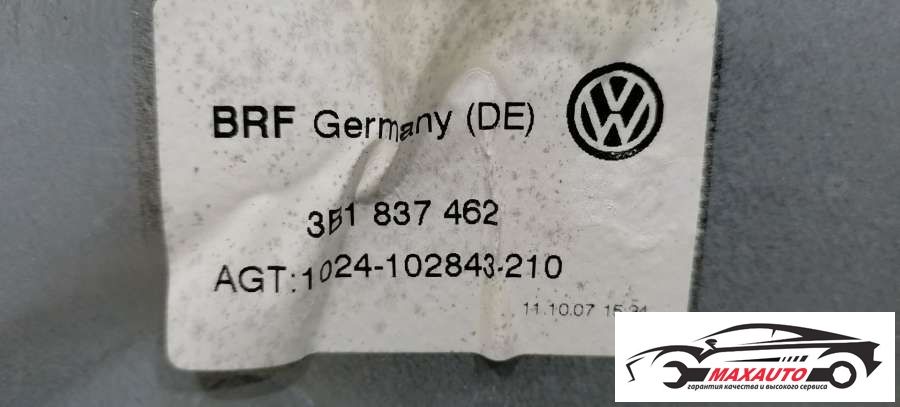 BRF Germany (DE)
3B1 837 462
AGT:1024-102843-210
11.10.07
MAXAUTO
гарантия качества и высокого сервиса